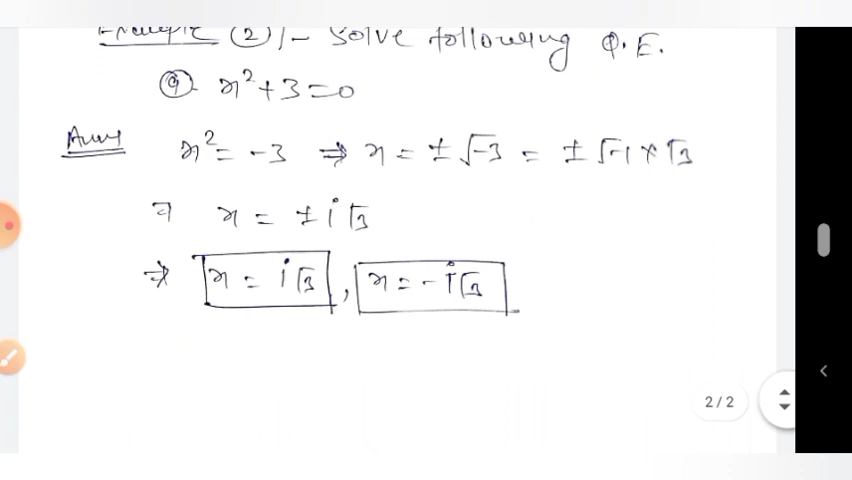 Example (2)/- Solve following Q.E.
(a) x² + 3 = 0
Ans x² = -3 ⇒ x = ± √-3 = ± √-1 × √3
⇒ x = ± i √3
⇒ x = i √3 , x = - i √3
2/2